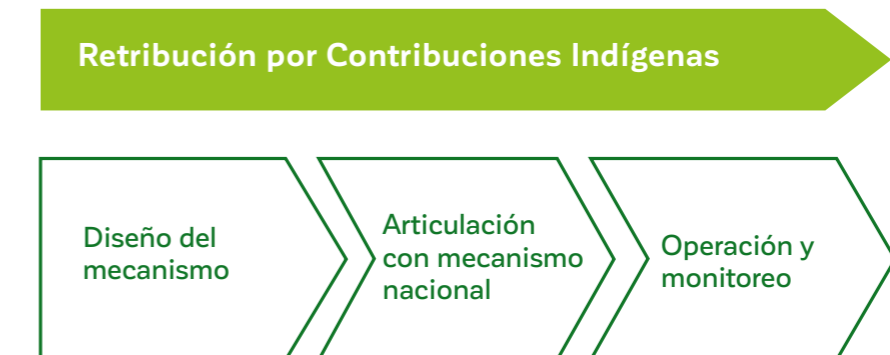 Retribución por Contribuciones Indígenas
Diseño del
mecanismo
Articulación
con mecanismo
nacional
Operación y
monitoreo